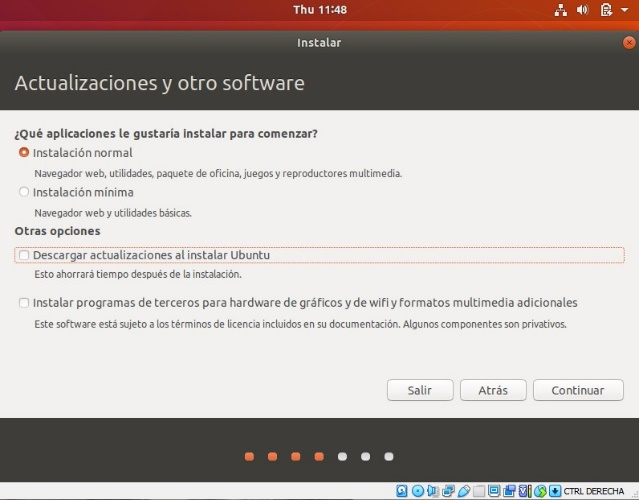 Thu 11:48
Instalar
Actualizaciones y otro software
¿Qué aplicaciones le gustaría instalar para comenzar?
Instalación normal
Navegador web, utilidades, paquete de oficina, juegos y reproductores multimedia.
Instalación mínima
Navegador web y utilidades básicas.
Otras opciones
Descargar actualizaciones al instalar Ubuntu
Esto ahorrará tiempo después de la instalación.
Instalar programas de terceros para hardware de gráficos y de wifi y formatos multimedia adicionales
Este software está sujeto a los términos de licencia incluidos en su documentación. Algunos componentes son privativos.
Salir Atrás Continuar
CTRL DERECHA